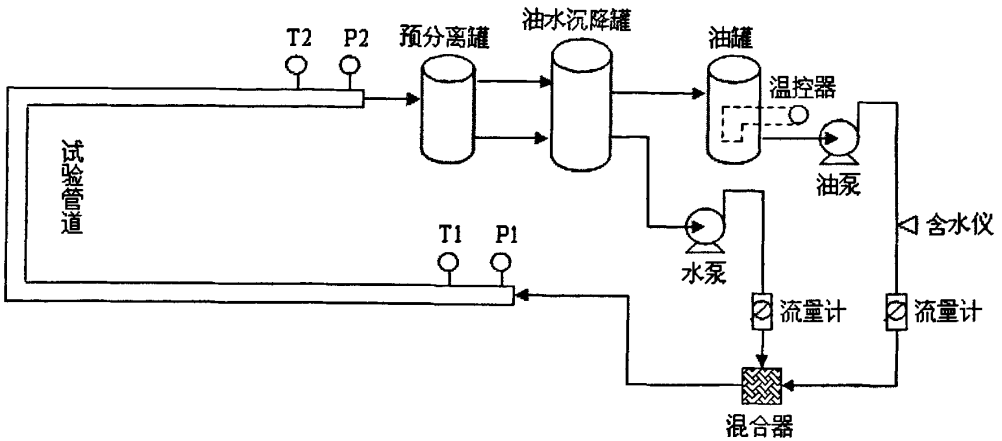 油水沉降罐
T2 P2 预分离罐 油罐
温控器
试验管道
油泵
T1 P1
水泵
含水仪
流量计 流量计
混合器